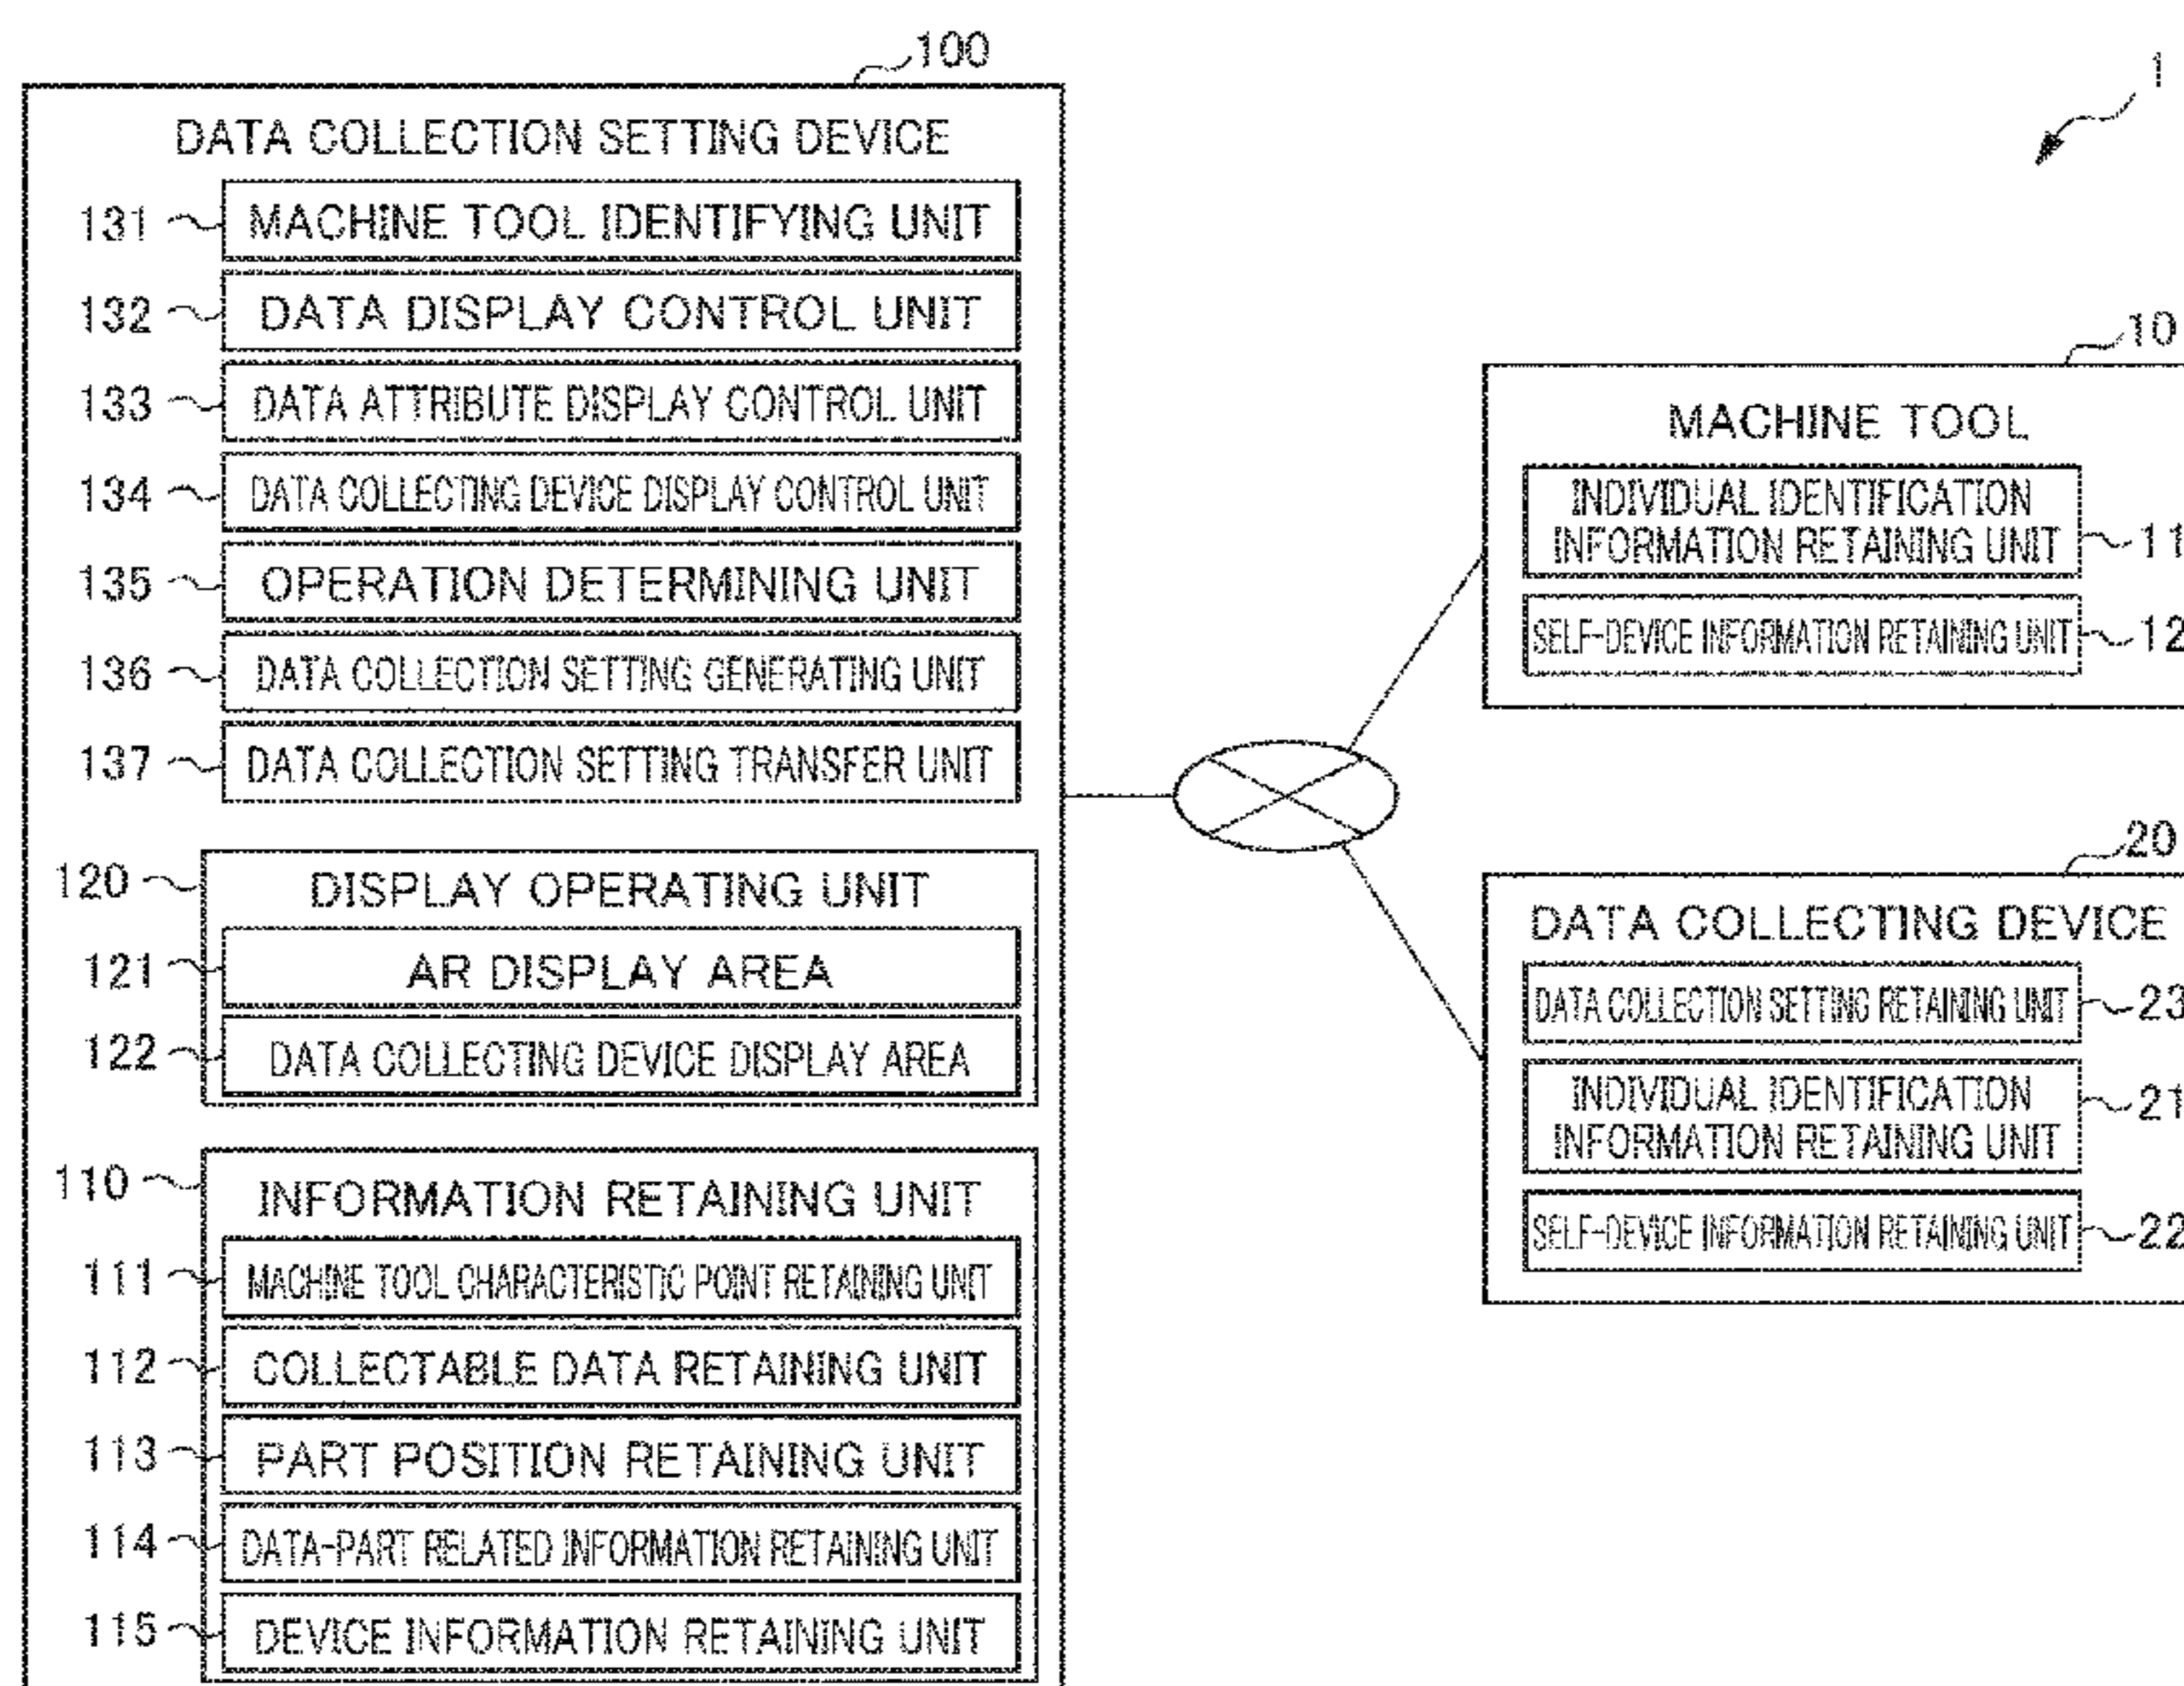 100
1
DATA COLLECTION SETTING DEVICE
131 MACHINE TOOL IDENTIFYING UNIT
132 DATA DISPLAY CONTROL UNIT
133 DATA ATTRIBUTE DISPLAY CONTROL UNIT
134 DATA COLLECTING DEVICE DISPLAY CONTROL UNIT
135 OPERATION DETERMINING UNIT
136 DATA COLLECTION SETTING GENERATING UNIT
137 DATA COLLECTION SETTING TRANSFER UNIT
120 DISPLAY OPERATING UNIT
121 AR DISPLAY AREA
122 DATA COLLECTING DEVICE DISPLAY AREA
110 INFORMATION RETAINING UNIT
111 MACHINE TOOL CHARACTERISTIC POINT RETAINING UNIT
112 COLLECTABLE DATA RETAINING UNIT
113 PART POSITION RETAINING UNIT
114 DATA-PART RELATED INFORMATION RETAINING UNIT
115 DEVICE INFORMATION RETAINING UNIT
10
MACHINE TOOL
INDIVIDUAL IDENTIFICATION
INFORMATION RETAINING UNIT 11
SELF-DEVICE INFORMATION RETAINING UNIT 12
20
DATA COLLECTING DEVICE
DATA COLLECTION SETTING RETAINING UNIT 23
INDIVIDUAL IDENTIFICATION
INFORMATION RETAINING UNIT 21
SELF-DEVICE INFORMATION RETAINING UNIT 22